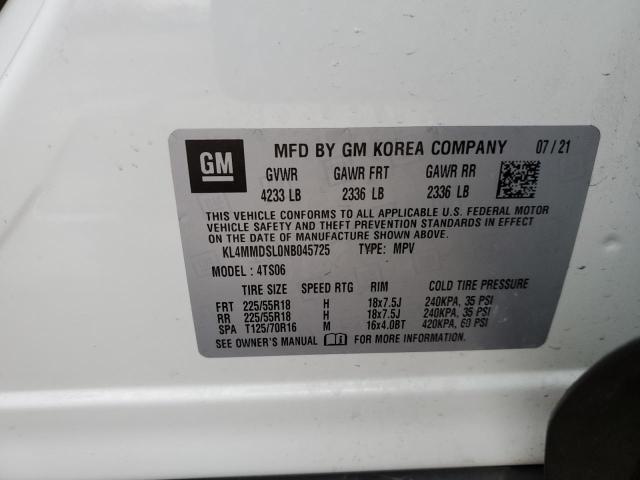 GM MFD BY GM KOREA COMPANY 07/21
GVWR GAWR FRT GAWR RR
4233 LB 2336 LB 2336 LB
THIS VEHICLE CONFORMS TO ALL APPLICABLE U.S. FEDERAL MOTOR
VEHICLE SAFETY AND THEFT PREVENTION STANDARDS IN EFFECT
ON THE DATE OF MANUFACTURE SHOWN ABOVE.
KL4MMDSL0NB045725 TYPE: MPV
MODEL: 4TS06
TIRE SIZE SPEED RTG RIM COLD TIRE PRESSURE
FRT 225/55R18 H 18x7.5J 240KPA, 35 PSI
RR 225/55R18 H 18x7.5J 240KPA, 35 PSI
SPA T125/70R16 M 16x4.0BT 420KPA, 60 PSI
SEE OWNER'S MANUAL FOR MORE INFORMATION.